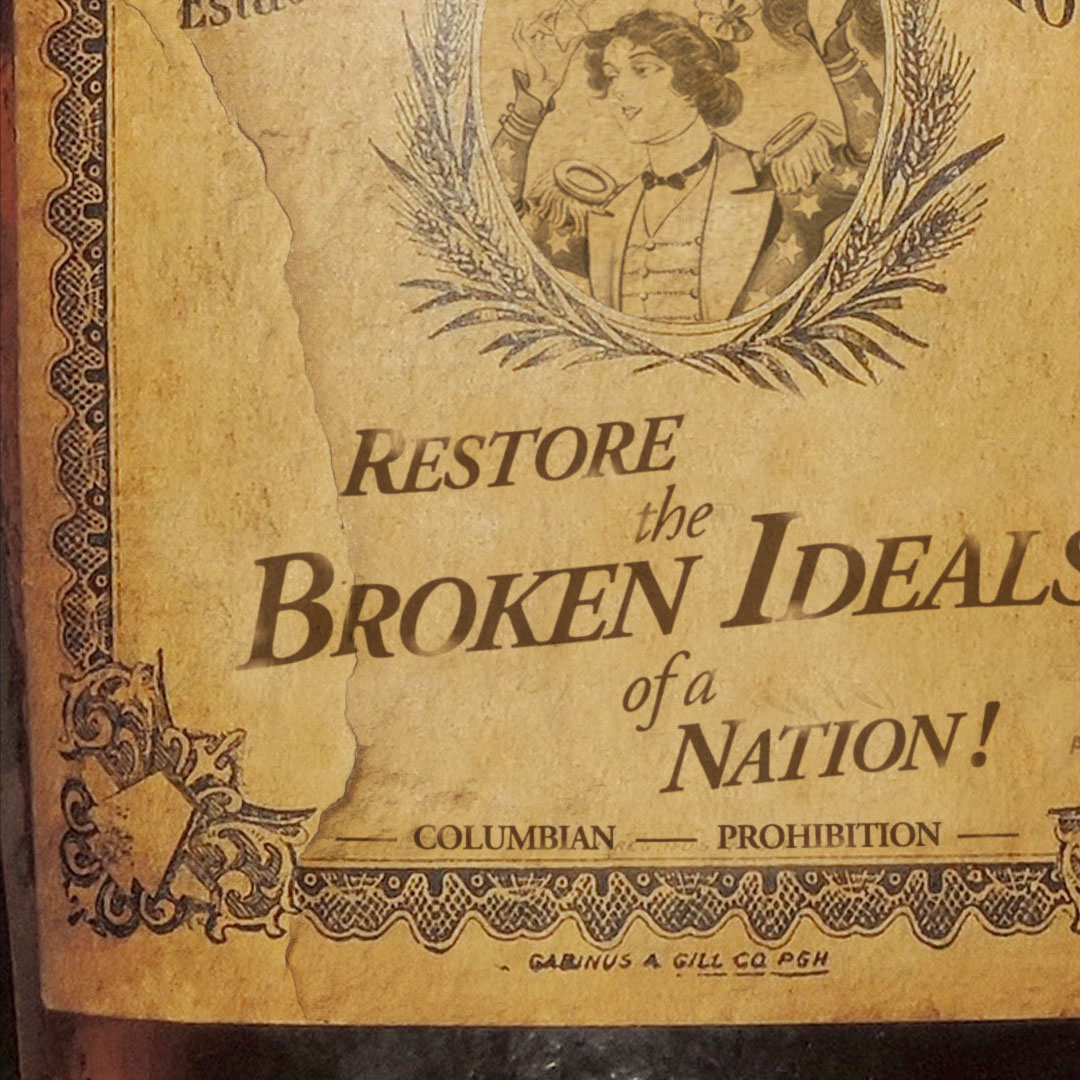 RESTORE
the
BROKEN IDEALS
of a
NATION!
— COLUMBIAN — PROHIBITION —
GABINUS A GILL CO PGH